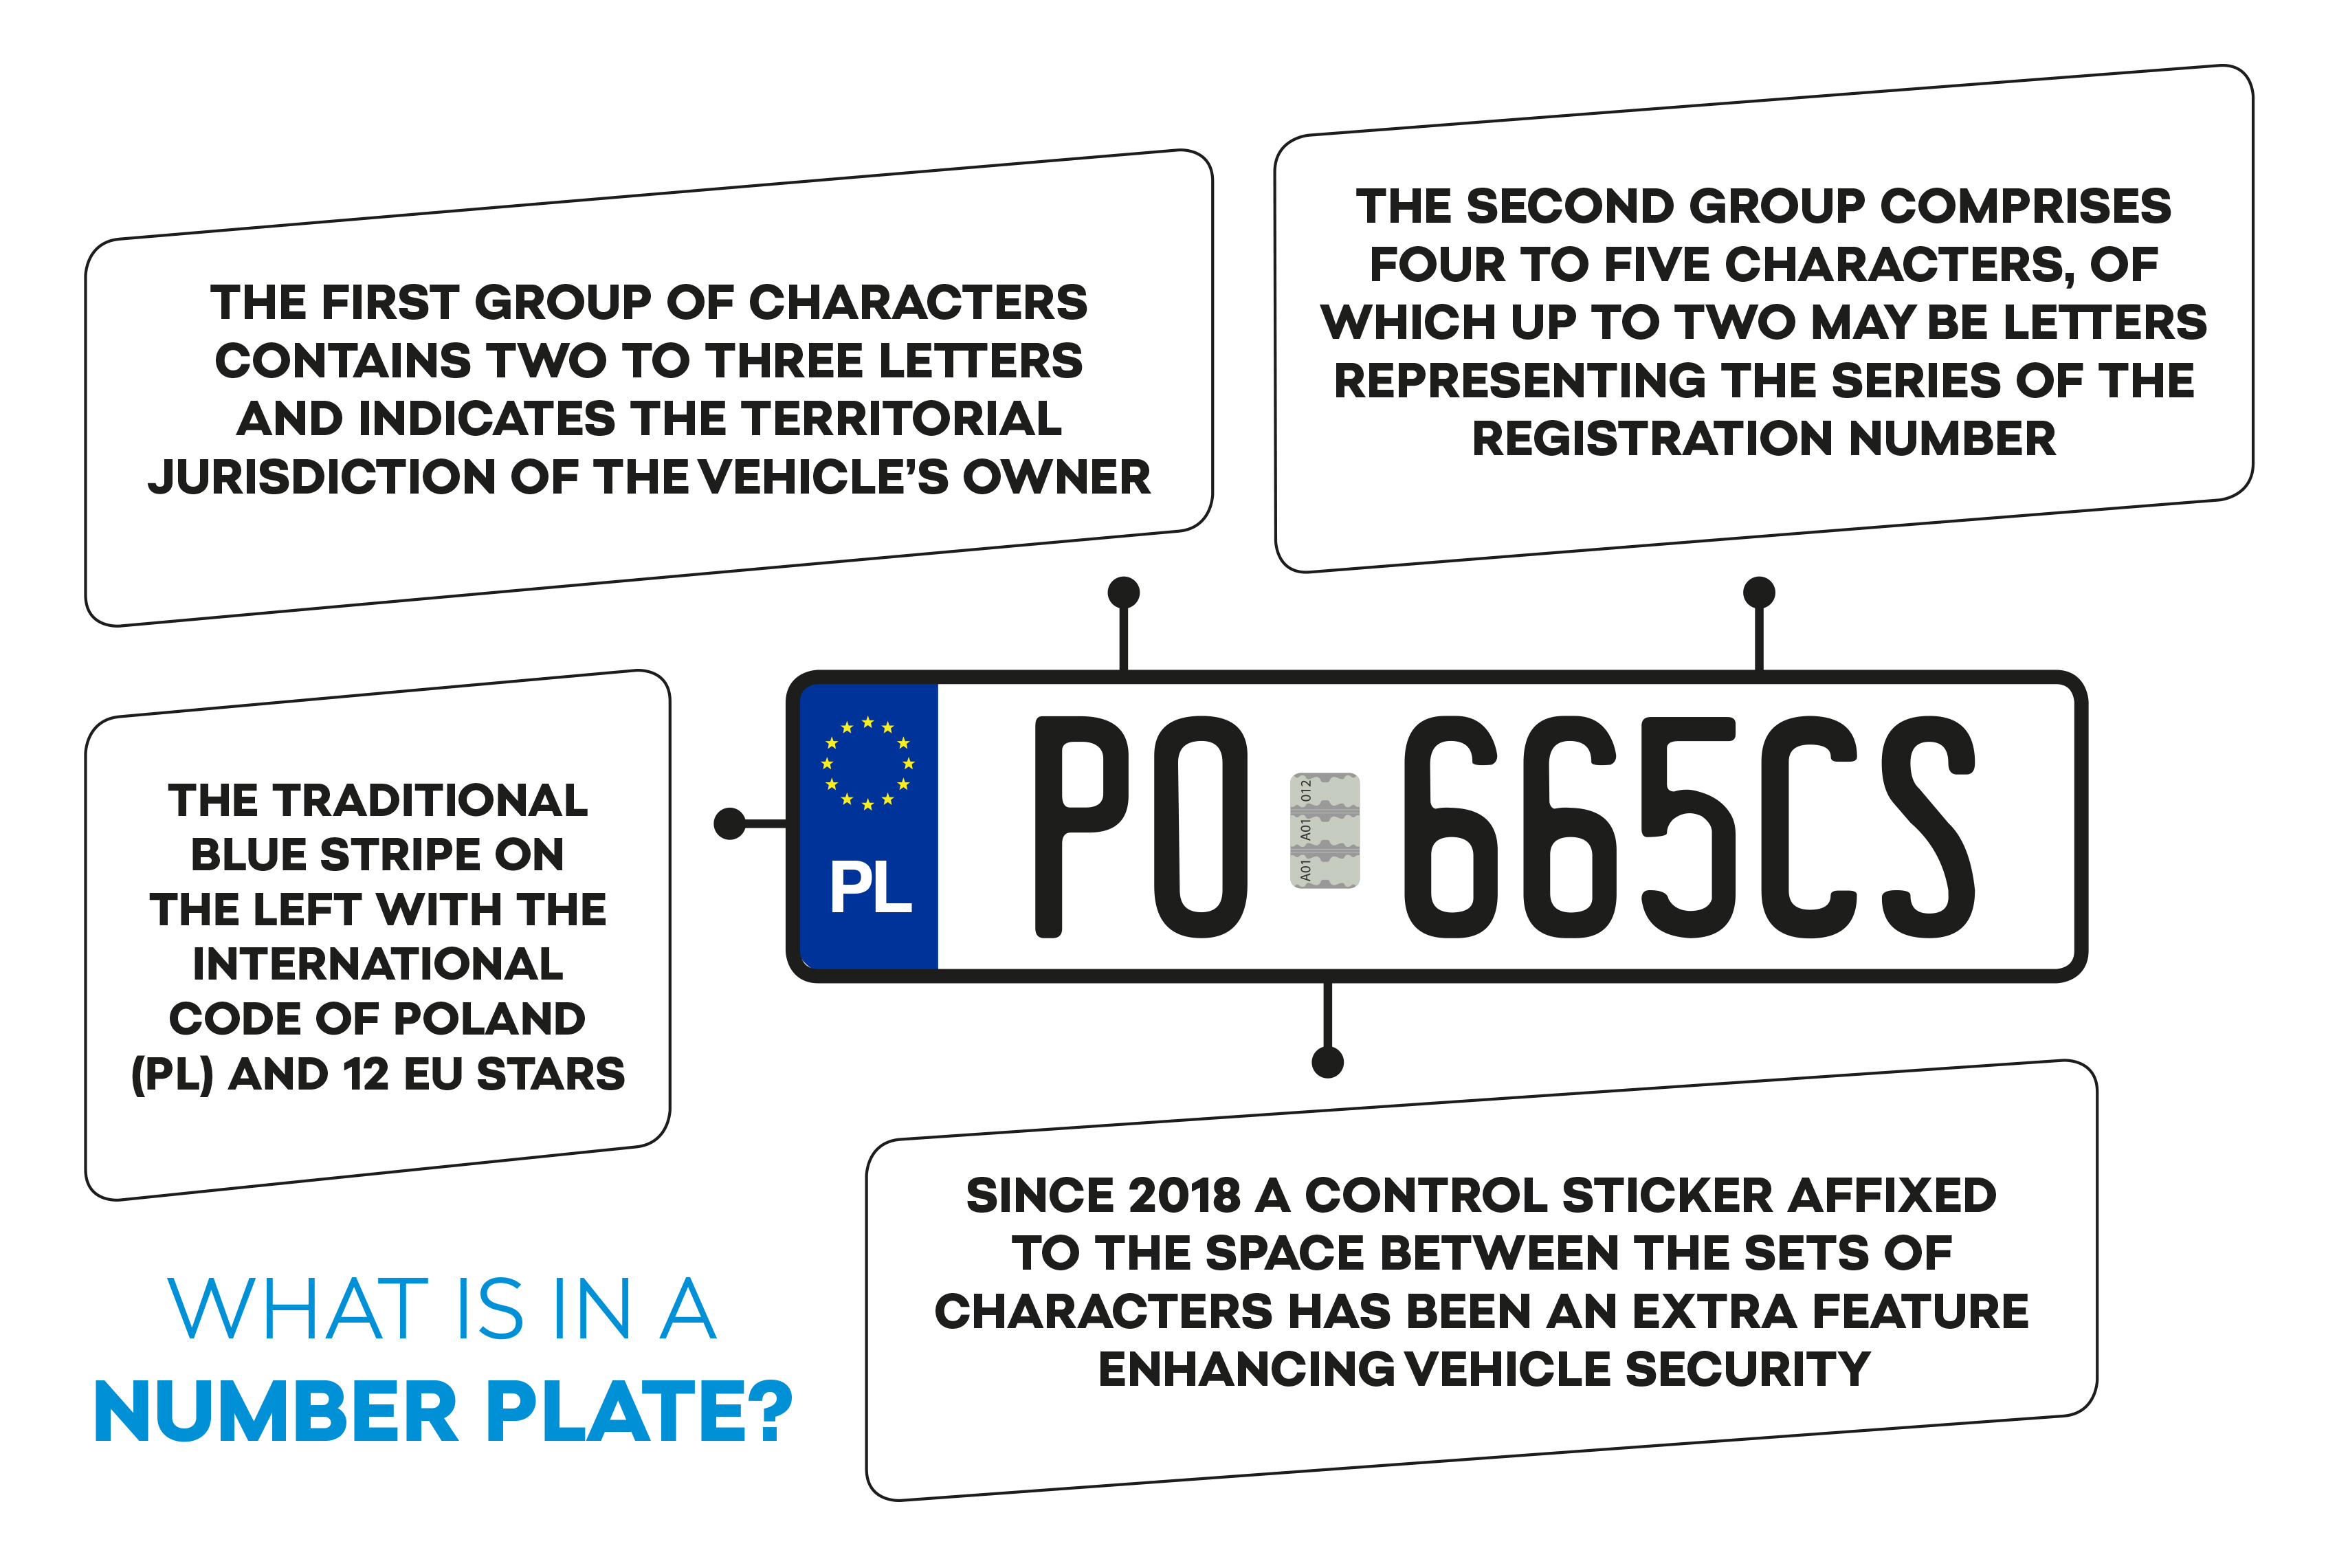 THE FIRST GROUP OF CHARACTERS
CONTAINS TWO TO THREE LETTERS
AND INDICATES THE TERRITORIAL
JURISDICTION OF THE VEHICLE'S OWNER
THE SECOND GROUP COMPRISES
FOUR TO FIVE CHARACTERS, OF
WHICH UP TO TWO MAY BE LETTERS
REPRESENTING THE SERIES OF THE
REGISTRATION NUMBER
THE TRADITIONAL
BLUE STRIPE ON
THE LEFT WITH THE
INTERNATIONAL
CODE OF POLAND
(PL) AND 12 EU STARS
PL
PO 665CS
A01 A01 012
SINCE 2018 A CONTROL STICKER AFFIXED
TO THE SPACE BETWEEN THE SETS OF
CHARACTERS HAS BEEN AN EXTRA FEATURE
ENHANCING VEHICLE SECURITY
WHAT IS IN A
NUMBER PLATE?